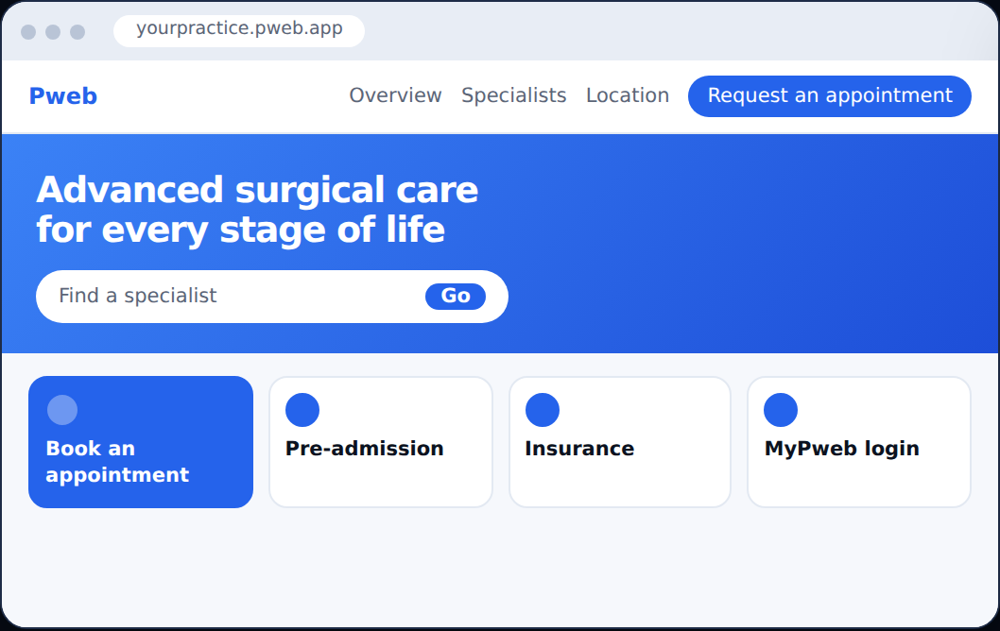 yourpractice.pweb.app
Pweb
Overview Specialists Location Request an appointment
Advanced surgical care
for every stage of life
Find a specialist Go
Book an
appointment
Pre-admission
Insurance
MyPweb login